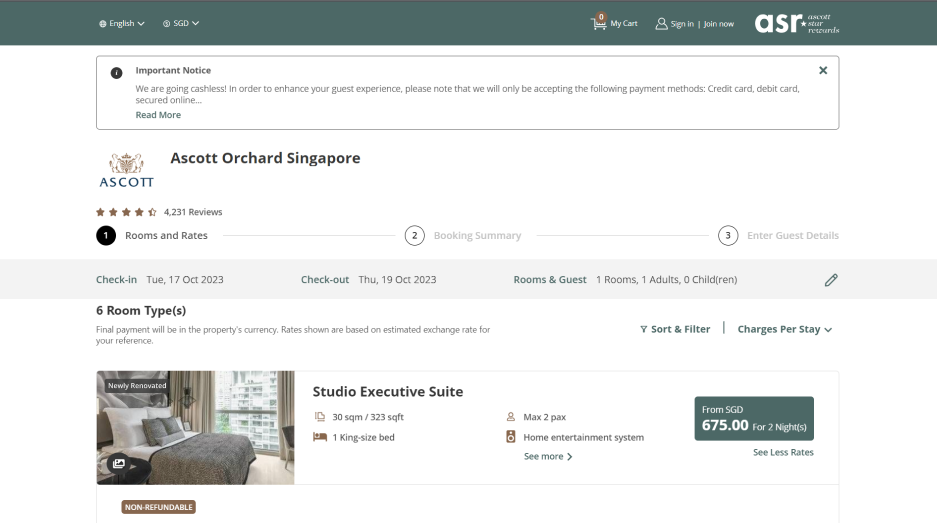 English
SGD
0
My Cart
Sign in | Join now
asr ascott star rewards
Important Notice
We are going cashless! In order to enhance your guest experience, please note that we will only be accepting the following payment methods: Credit card, debit card,
secured online...
Read More
ASCOTT
Ascott Orchard Singapore
4,231 Reviews
1 Rooms and Rates
2 Booking Summary
3 Enter Guest Details
Check-in Tue, 17 Oct 2023
Check-out Thu, 19 Oct 2023
Rooms & Guest 1 Rooms, 1 Adults, 0 Child(ren)
6 Room Type(s)
Final payment will be in the property's currency. Rates shown are based on estimated exchange rate for
your reference.
Sort & Filter | Charges Per Stay
Newly Renovated
Studio Executive Suite
30 sqm / 323 sqft
Max 2 pax
1 King-size bed
Home entertainment system
See more
From SGD
675.00 For 2 Night(s)
See Less Rates
NON-REFUNDABLE